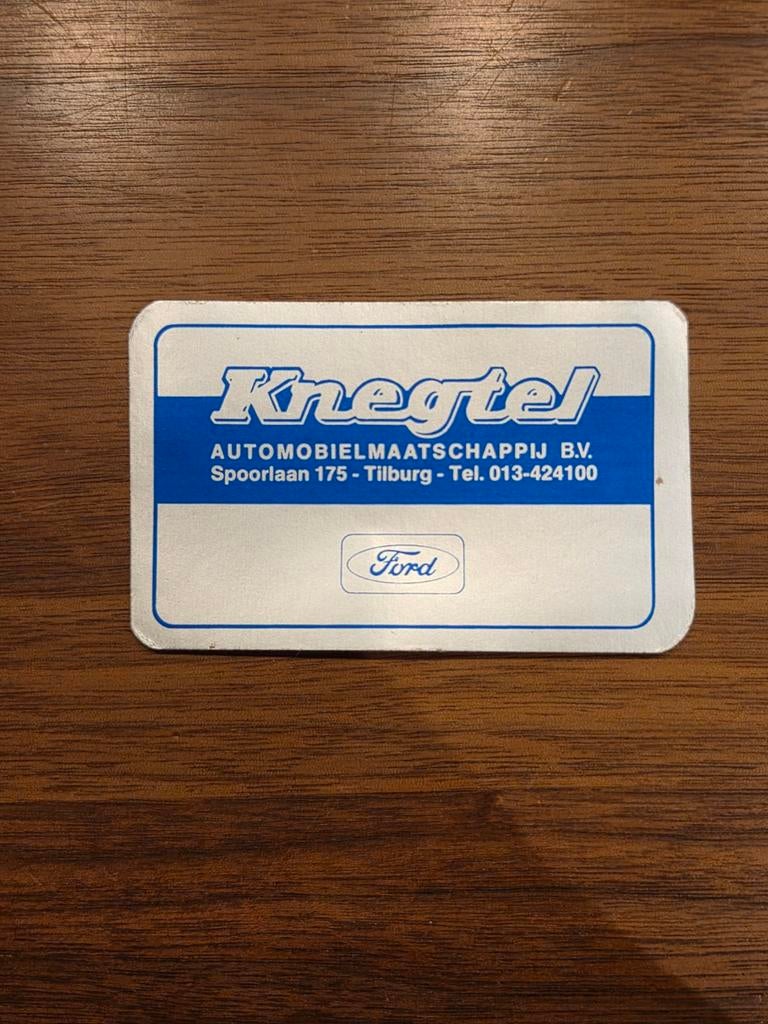 Knegtel
AUTOMOBIELMAATSCHAPPIJ B.V.
Spoorlaan 175 - Tilburg - Tel. 013-424100
Ford